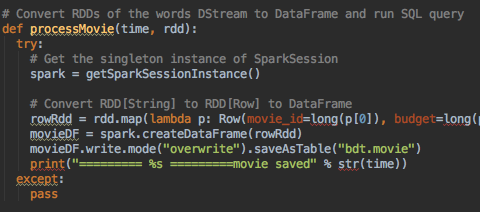 # Convert RDDs of the words DStream to DataFrame and run SQL query
def processMovie(time, rdd):
    try:
        # Get the singleton instance of SparkSession
        spark = getSparkSessionInstance()

        # Convert RDD[String] to RDD[Row] to DataFrame
        rowRdd = rdd.map(lambda p: Row(movie_id=long(p[0]), budget=long(p
        movieDF = spark.createDataFrame(rowRdd)
        movieDF.write.mode("overwrite").saveAsTable("bdt.movie")
        print("========= %s =========movie saved" % str(time))
    except:
        pass